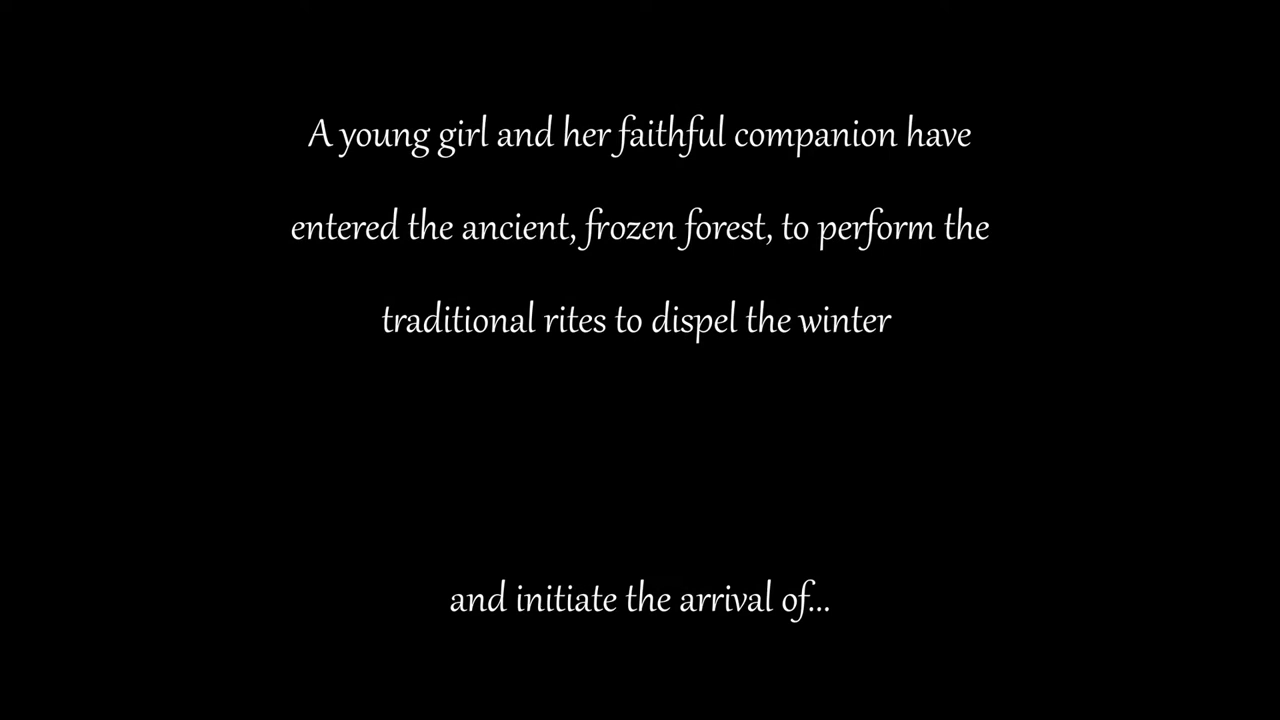 A young girl and her faithful companion have
entered the ancient, frozen forest, to perform the
traditional rites to dispel the winter
and initiate the arrival of...